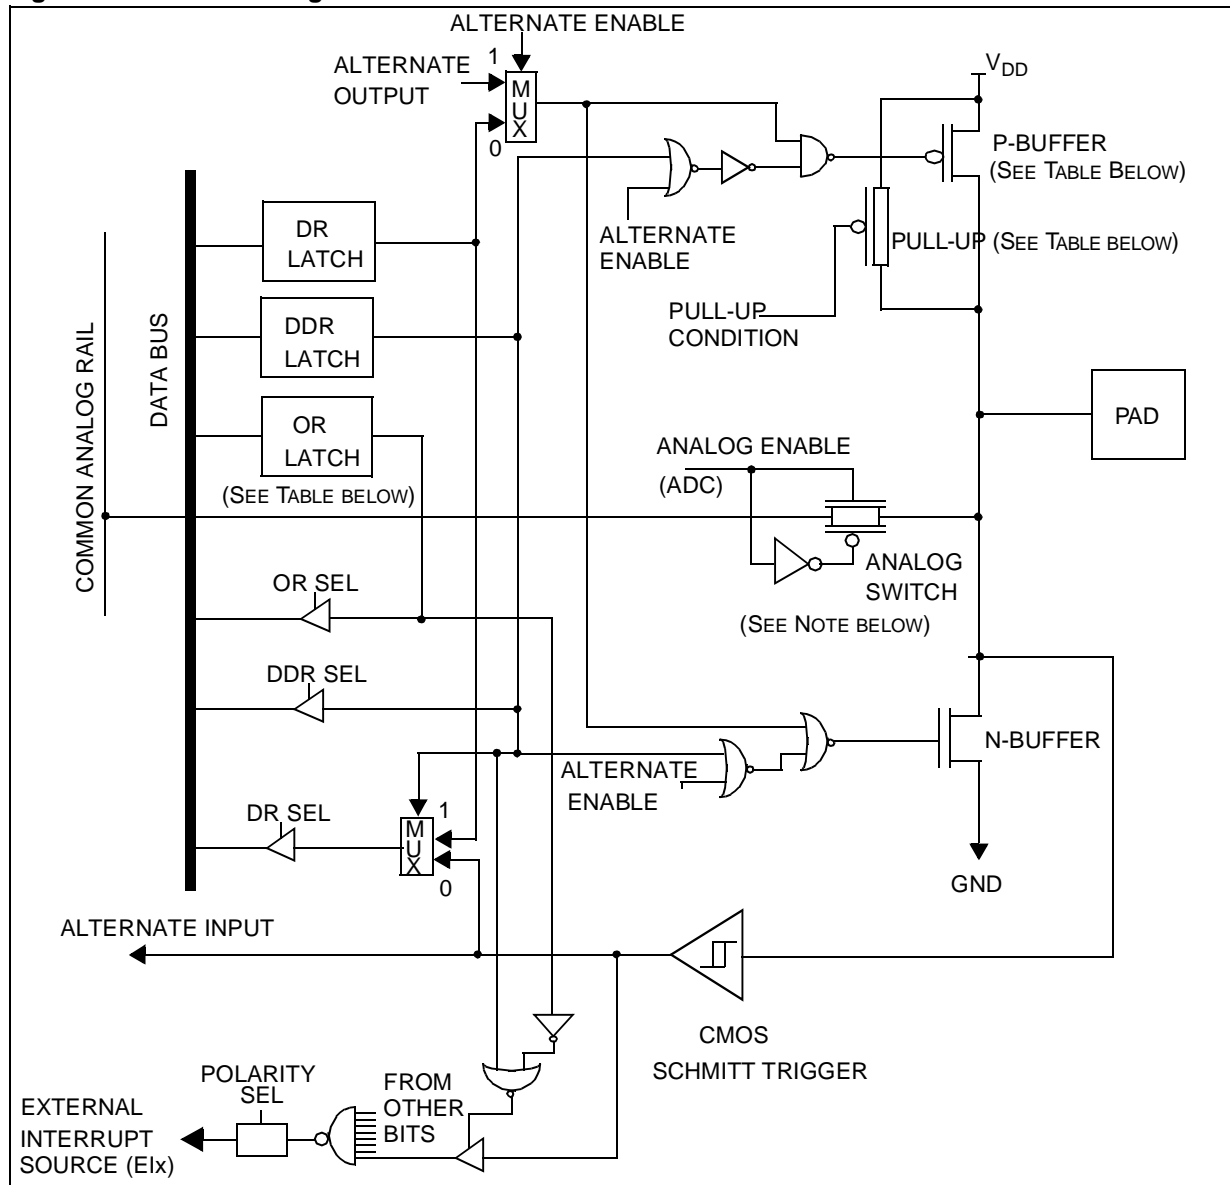 ALTERNATE ENABLE
1
ALTERNATE
OUTPUT
MUX
0
VDD
P-BUFFER
(SEE TABLE BELOW)
ALTERNATE
ENABLE
PULL-UP (SEE TABLE BELOW)
PULL-UP
CONDITION
DR
LATCH
DDR
LATCH
OR
LATCH
(SEE TABLE BELOW)
COMMON ANALOG RAIL
DATA BUS
PAD
ANALOG ENABLE
(ADC)
ANALOG
SWITCH
(SEE NOTE BELOW)
OR SEL
DDR SEL
DR SEL
MUX
1
0
ALTERNATE
ENABLE
N-BUFFER
GND
ALTERNATE INPUT
CMOS
SCHMITT TRIGGER
POLARITY
SEL
FROM
OTHER
BITS
EXTERNAL
INTERRUPT
SOURCE (EIx)